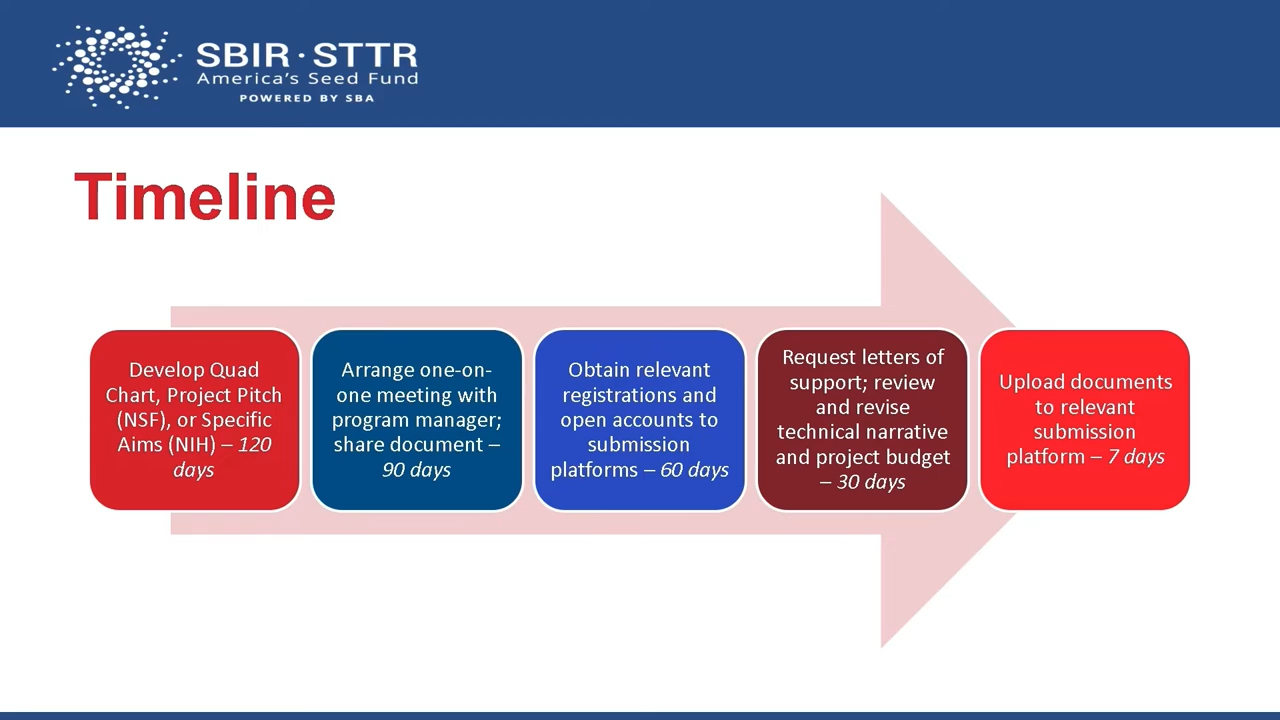 SBIR·STTR
America's Seed Fund
POWERED BY SBA
Timeline
Develop Quad
Chart, Project Pitch
(NSF), or Specific
Aims (NIH) – 120
days
Arrange one-on-
one meeting with
program manager;
share document –
90 days
Obtain relevant
registrations and
open accounts to
submission
platforms – 60 days
Request letters of
support; review
and revise
technical narrative
and project budget
– 30 days
Upload documents
to relevant
submission
platform – 7 days